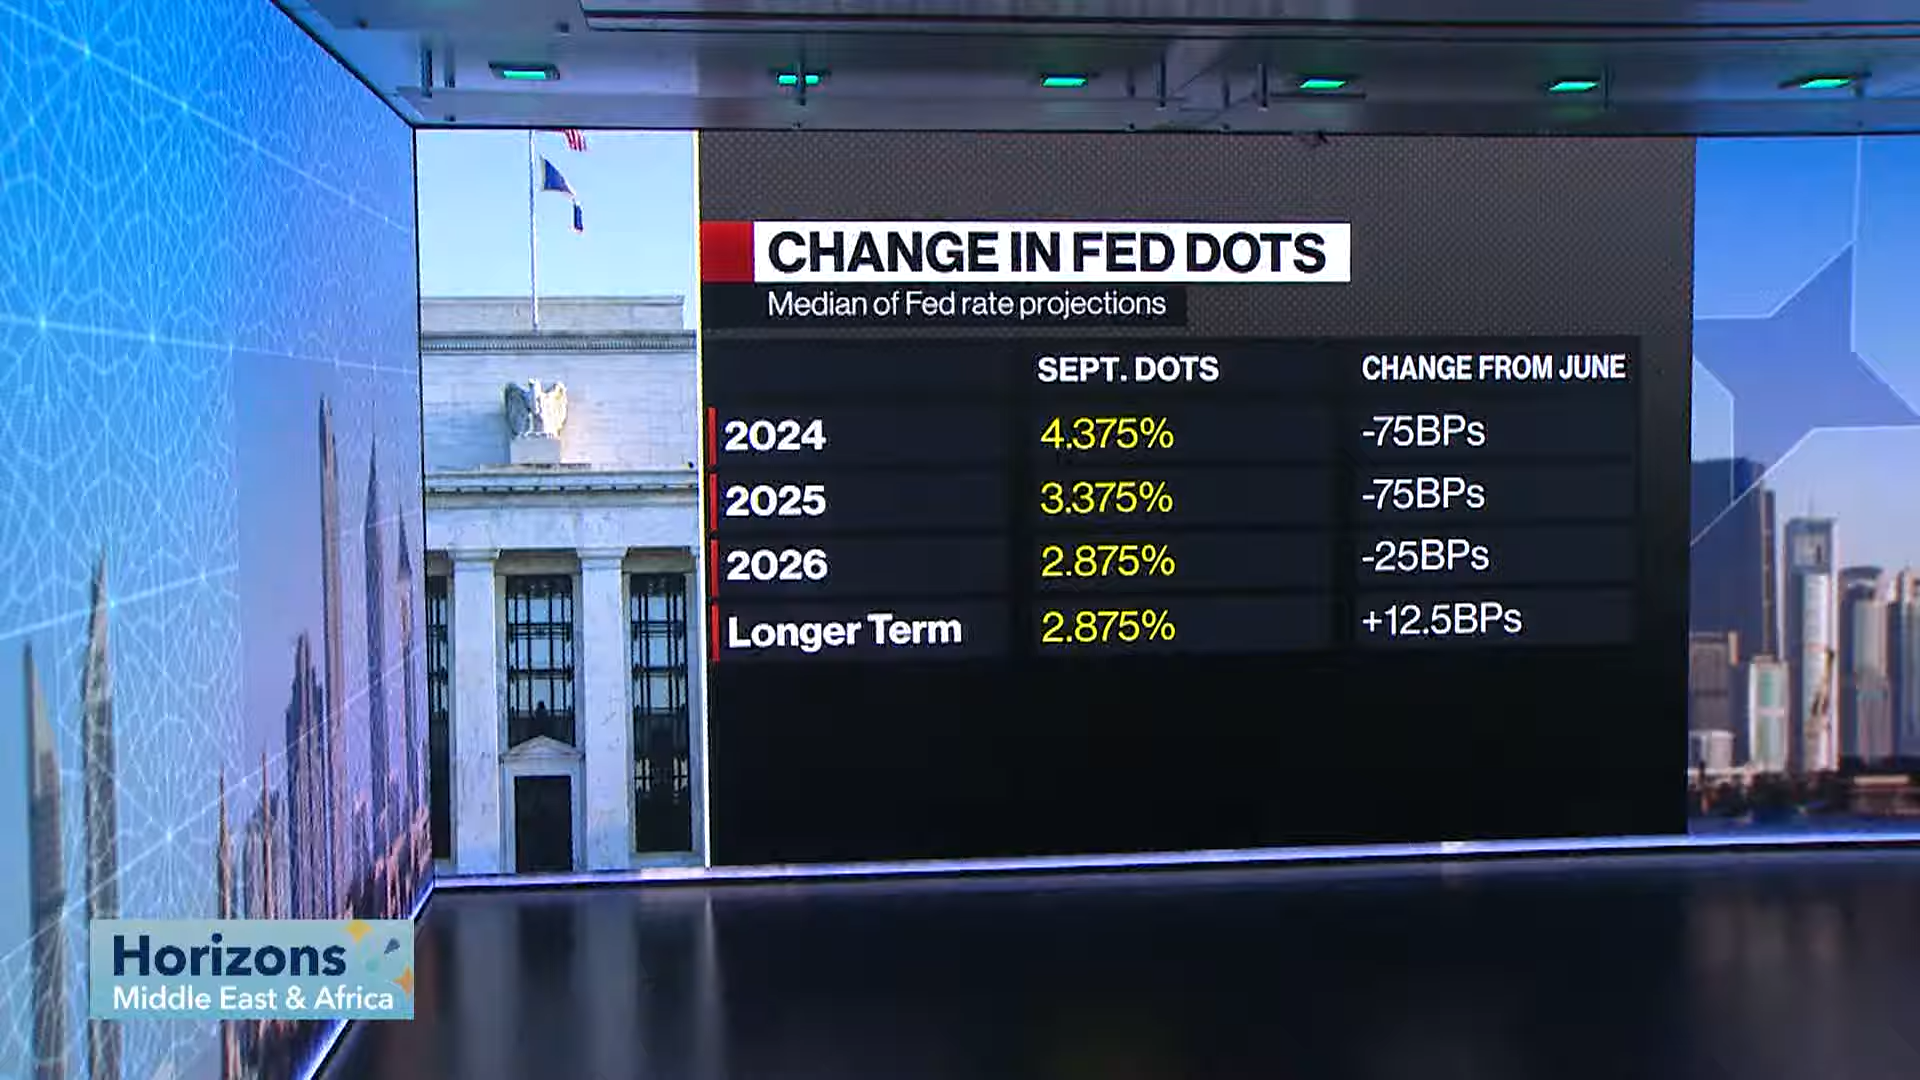 CHANGE IN FED DOTS
Median of Fed rate projections
SEPT. DOTS CHANGE FROM JUNE
2024 4.375% -75BPs
2025 3.375% -75BPs
2026 2.875% -25BPs
Longer Term 2.875% +12.5BPs
Horizons
Middle East & Africa